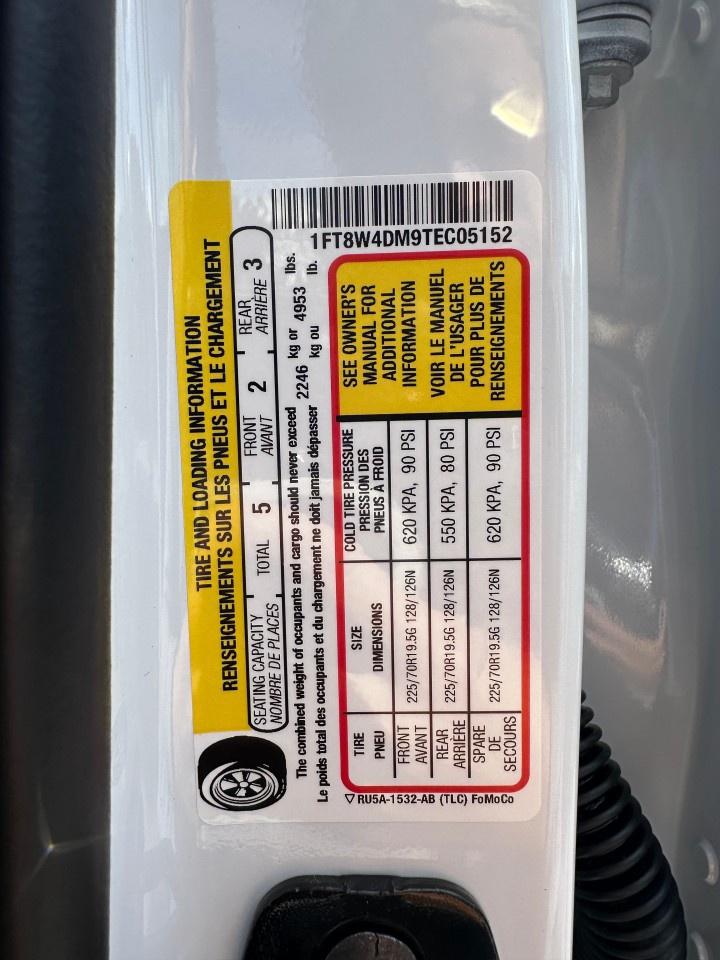 TIRE AND LOADING INFORMATION
RENSEIGNEMENTS SUR LES PNEUS ET LE CHARGEMENT
SEATING CAPACITY TOTAL 5 FRONT 2 REAR 3
NOMBRE DE PLACES AVANT ARRIÈRE
The combined weight of occupants and cargo should never exceed 2246 kg or 4953 lbs.
Le poids total des occupants et du chargement ne doit jamais dépasser kg ou lb.
1FT8W4DM9TEC05152
TIRE SIZE COLD TIRE PRESSURE
PNEU DIMENSIONS PRESSION DES
PNEUS À FROID
FRONT
AVANT 225/70R19.5G 128/126N 620 KPA, 90 PSI
REAR
ARRIÈRE 225/70R19.5G 128/126N 550 KPA, 80 PSI
SPARE
DE
SECOURS 225/70R19.5G 128/126N 620 KPA, 90 PSI
SEE OWNER'S
MANUAL FOR
ADDITIONAL
INFORMATION
VOIR LE MANUEL
DE L'USAGER
POUR PLUS DE
RENSEIGNEMENTS
▽ RU5A-1532-AB (TLC) FoMoCo